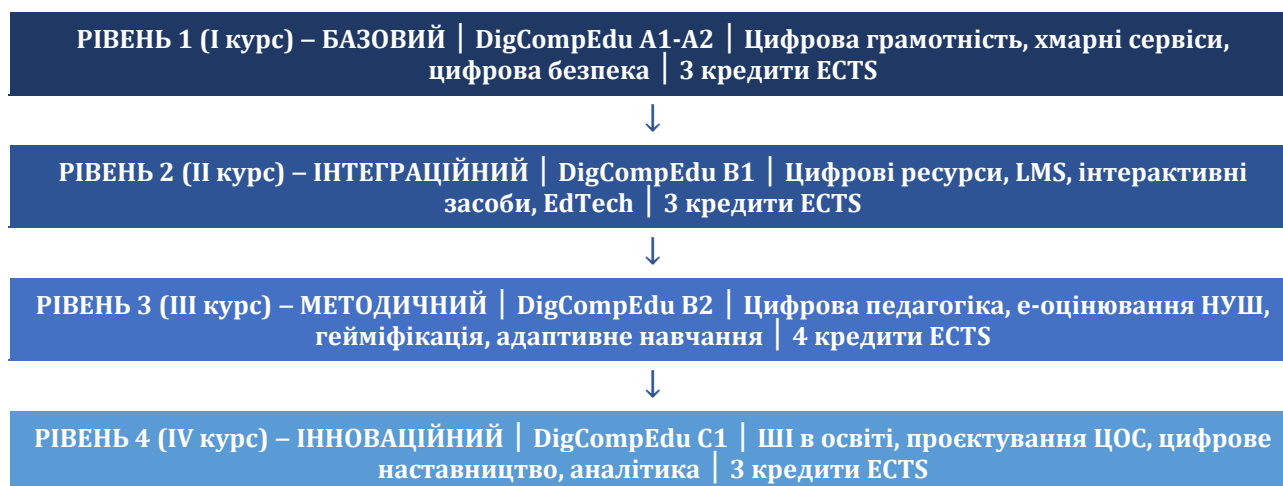 РІВЕНЬ 1 (I курс) – БАЗОВИЙ | DigCompEdu A1-A2 | Цифрова грамотність, хмарні сервіси,
цифрова безпека | 3 кредити ECTS
↓
РІВЕНЬ 2 (II курс) – ІНТЕГРАЦІЙНИЙ | DigCompEdu B1 | Цифрові ресурси, LMS, інтерактивні
засоби, EdTech | 3 кредити ECTS
↓
РІВЕНЬ 3 (III курс) – МЕТОДИЧНИЙ | DigCompEdu B2 | Цифрова педагогіка, е-оцінювання НУШ,
гейміфікація, адаптивне навчання | 4 кредити ECTS
↓
РІВЕНЬ 4 (IV курс) – ІННОВАЦІЙНИЙ | DigCompEdu C1 | ШІ в освіті, проєктування ЦОС, цифрове
наставництво, аналітика | 3 кредити ECTS